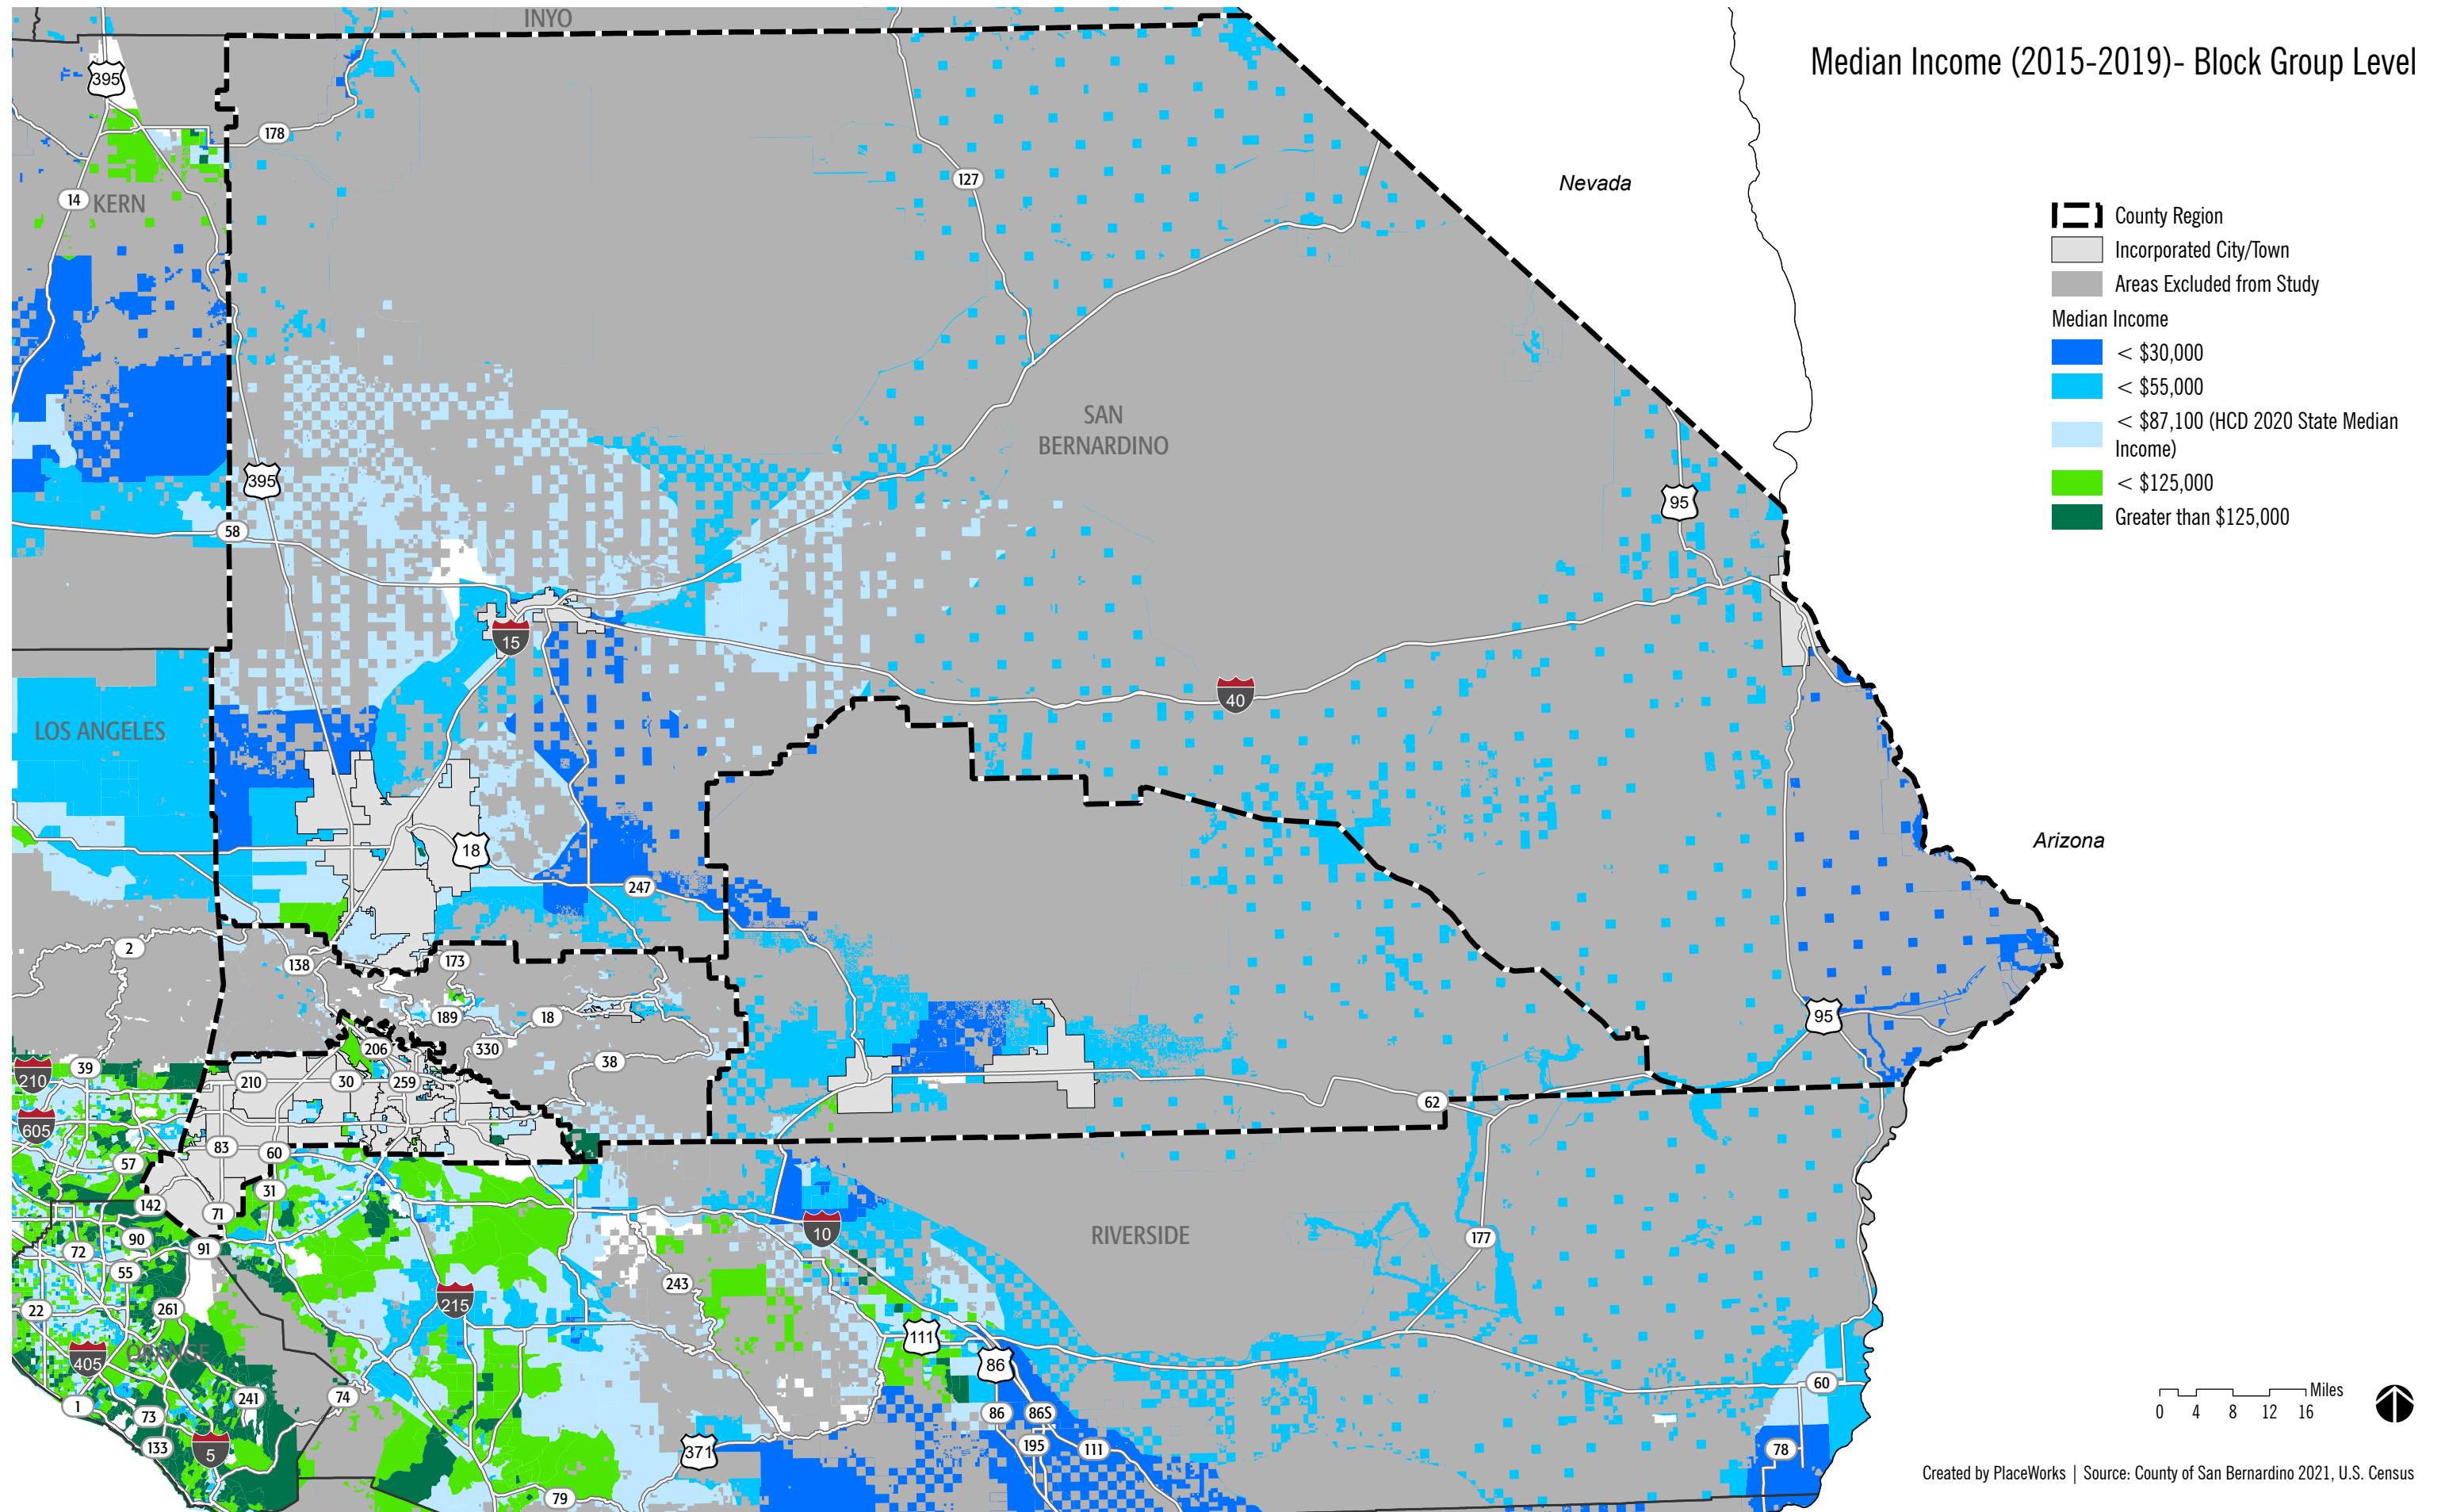 INYO
Median Income (2015-2019)- Block Group Level
395
178
127
14
KERN
Nevada
County Region
Incorporated City/Town
Areas Excluded from Study
Median Income
< $30,000
< $55,000
< $87,100 (HCD 2020 State Median
Income)
< $125,000
Greater than $125,000
SAN
BERNARDINO
395
95
58
15
40
LOS ANGELES
Arizona
18
247
2
138
173
189
18
95
206
330
38
39
210
210
30
259
62
605
83
60
57
31
142
71
10
RIVERSIDE
177
90
91
72
55
243
22
261
215
111
ORANGE
405
86
60
Miles
0 4 8 12 16
241
74
1
73
86
86S
133
5
371
195
111
78
79
Created by PlaceWorks | Source: County of San Bernardino 2021, U.S. Census